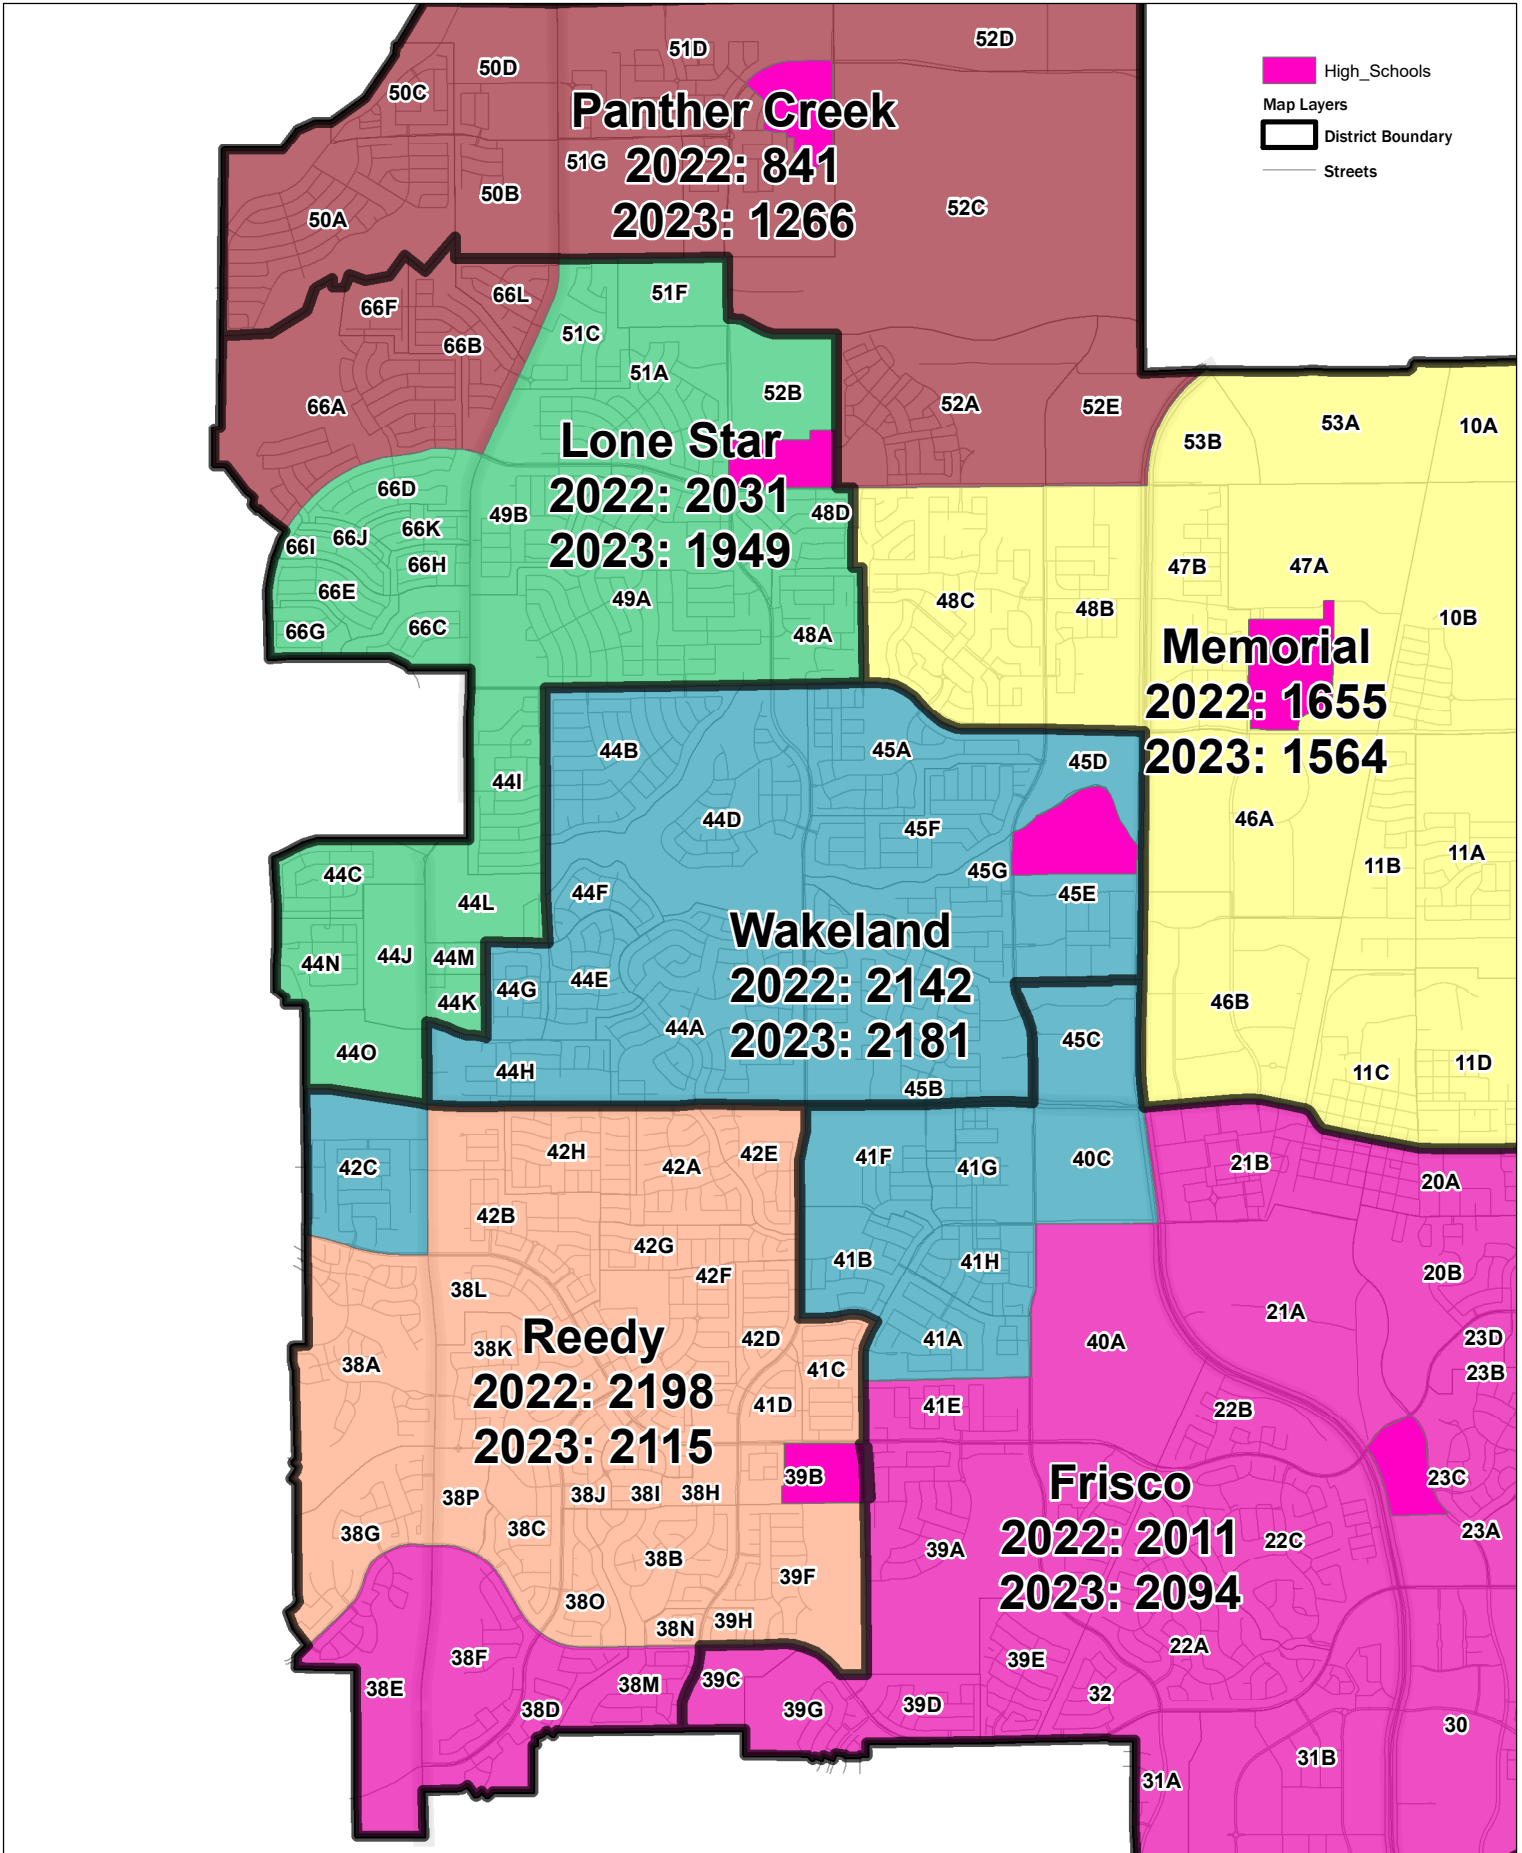 52D
51D
50D
50C
High_Schools
Map Layers
District Boundary
Streets
Panther Creek
2022: 841
2023: 1266
51G
50B
50A
52C
66L
66F
66B
66A
51F
51C
51A
52B
52A
52E
53B
53A
10A
Lone Star
2022: 2031
2023: 1949
66D
49B
48D
66K
66J
66I
66H
66E
66G
66C
49A
48A
48C
48B
47B
47A
10B
Memorial
2022: 1655
2023: 1564
44B
45A
45D
44I
44D
45F
46A
45G
11B
11A
44C
44F
44L
45E
Wakeland
2022: 2142
2023: 2181
44N
44J
44M
44K
44G
44E
44A
46B
45C
44O
44H
45B
11C
11D
42C
42H
42A
42E
41F
41G
40C
21B
20A
42B
42G
42F
41B
41H
20B
38L
21A
Reedy
2022: 2198
2023: 2115
38K
38A
42D
41C
41A
40A
23D
23B
41D
41E
22B
39B
23C
38P
38J
38I
38H
Frisco
2022: 2011
2023: 2094
38G
38C
38B
39F
39A
22C
23A
38O
38N
39H
39E
22A
38F
38E
38M
39C
38D
39G
39D
32
30
31B
31A